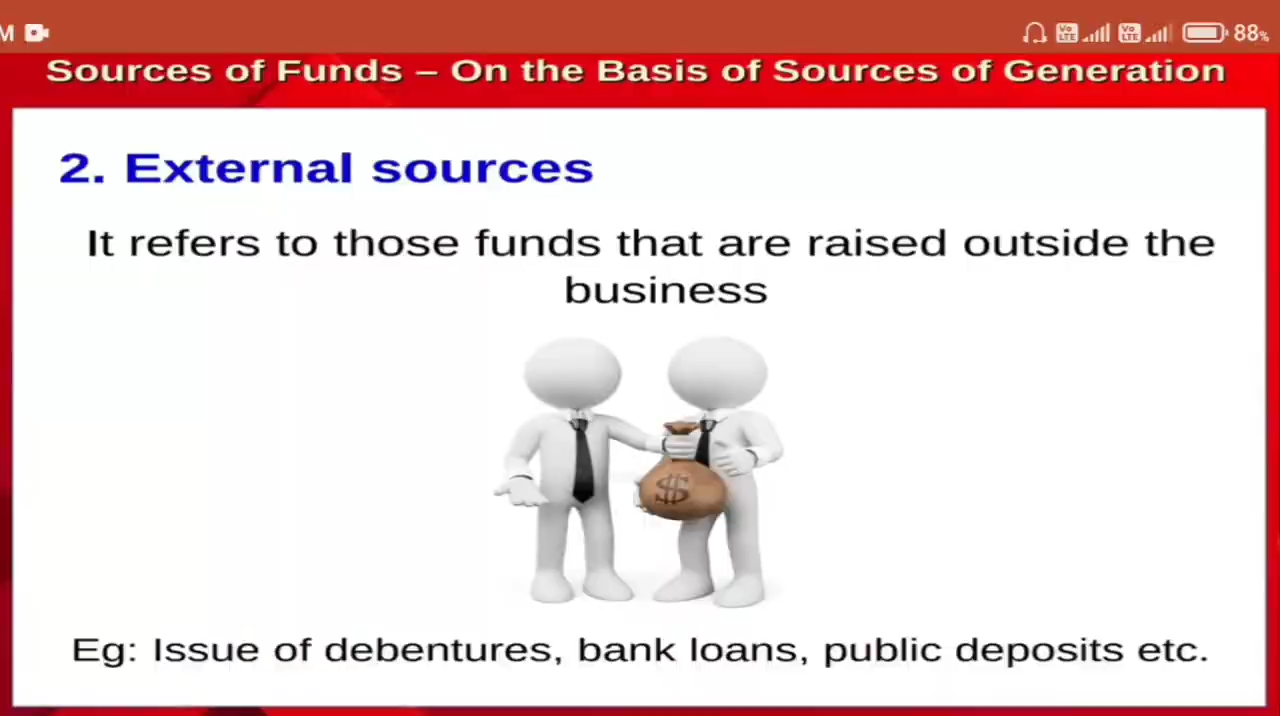 M
88%
Sources of Funds – On the Basis of Sources of Generation
2. External sources
It refers to those funds that are raised outside the
business
$
Eg: Issue of debentures, bank loans, public deposits etc.